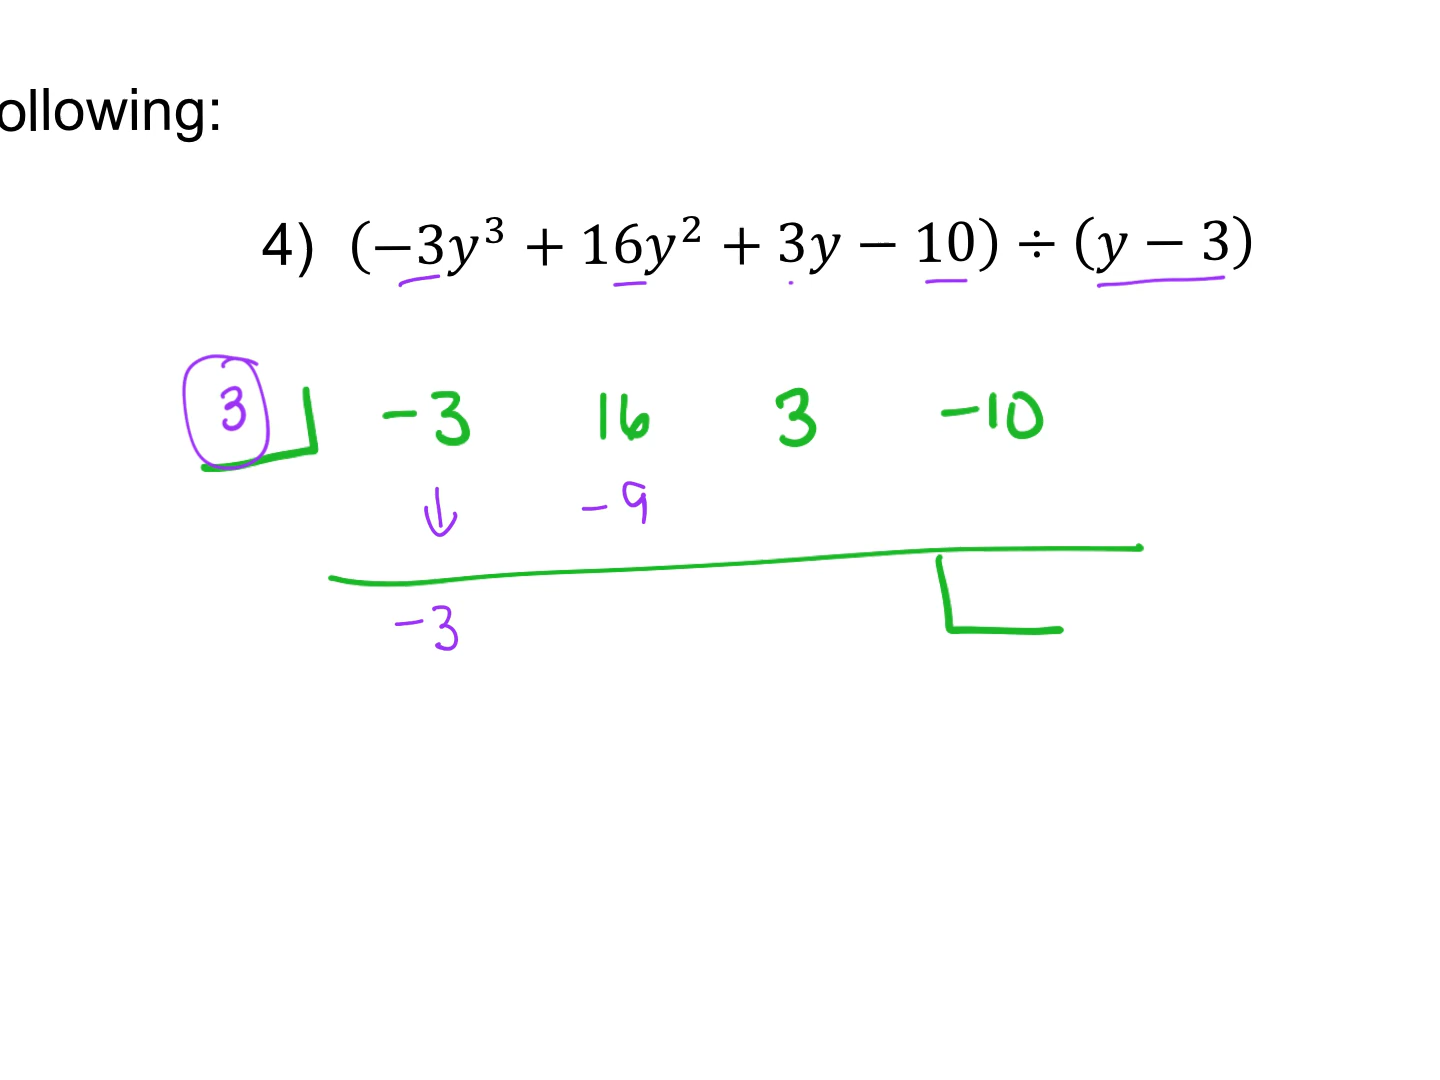 ollowing:
4) (−3y³ + 16y² + 3y − 10) ÷ (y − 3)
3 -3 16 3 -10
↓ -9
-3